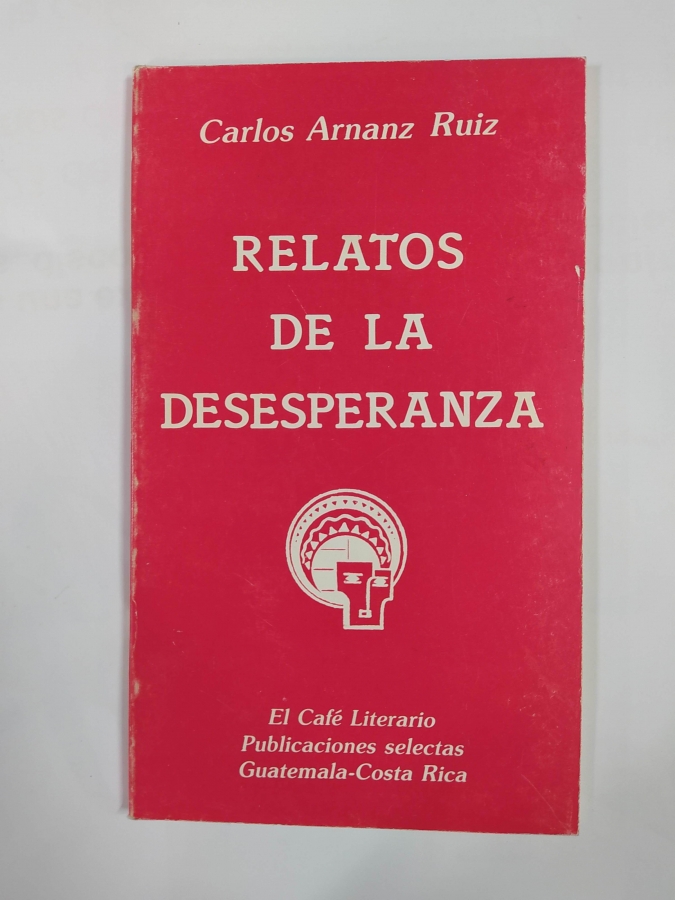 Carlos Arnanz Ruiz
RELATOS
DE LA
DESESPERANZA
El Café Literario
Publicaciones selectas
Guatemala-Costa Rica